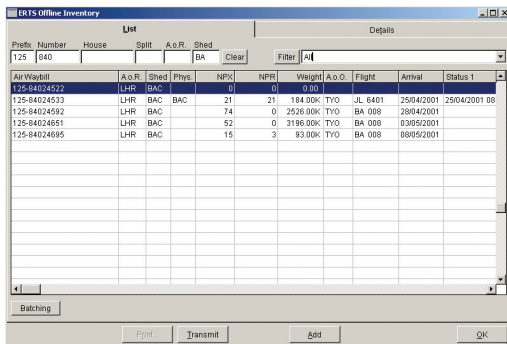 ERTS Offline Inventory
List Details
Prefix Number House Split A.o.R. Shed
125 840 BA Clear Filter All
Air Waybill A.o.R. Shed Phys. NPX NPR Weight A.o.O. Flight Arrival Status 1
125-84024522 LHR BAC 0 0 0.00
125-84024533 LHR BAC BAC 21 21 184.00K TYO JL 6401 25/04/2001 25/04/2001 08
125-84024592 LHR BAC 74 0 2526.00K TYO BA 008 28/04/2001
125-84024651 LHR BAC 52 0 3196.00K TYO BA 008 03/05/2001
125-84024695 LHR BAC 15 3 93.00K TYO BA 008 08/05/2001
Batching
Print... Transmit Add OK